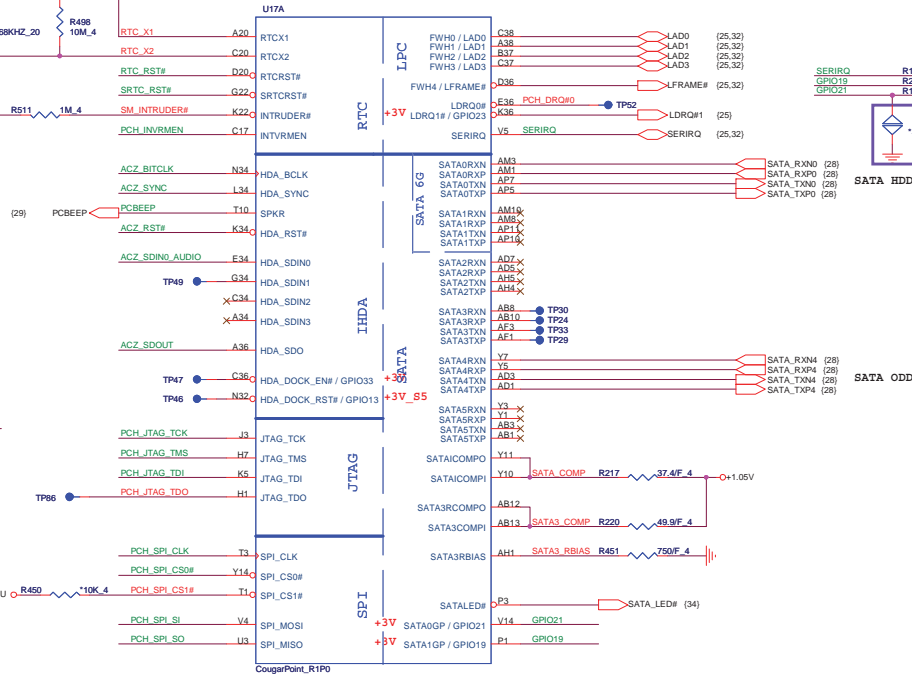 U17A
68KHZ_20
R498
10M_4
RTC_X1 A20 RTCX1
RTC_X2 C20 RTCX2
RTC_RST# D20 RTCRST#
SRTC_RST# G22 SRTCRST#
R511 1M_4 SM_INTRUDER# K22 INTRUDER#
PCH_INVRMEN C17 INTVRMEN
RTC
LPC
+3V
FWH0 / LAD0 C38 LAD0 {25,32}
FWH1 / LAD1 A38 LAD1 {25,32}
FWH2 / LAD2 B37 LAD2 {25,32}
FWH3 / LAD3 C37 LAD3 {25,32}
FWH4 / LFRAME# D36 LFRAME# {25,32}
LDRQ0# E36 PCH_DRQ#0 TP52
LDRQ1# / GPIO23 K36 LDRQ#1 {25}
SERIRQ V5 SERIRQ SERIRQ {25,32}
SERIRQ R1
GPIO19 R2
GPIO21 R1
ACZ_BITCLK N34 HDA_BCLK
ACZ_SYNC L34 HDA_SYNC
{29} PCBEEP PCBEEP T10 SPKR
ACZ_RST# K34 HDA_RST#
ACZ_SDIN0_AUDIO E34 HDA_SDIN0
TP49 G34 HDA_SDIN1
C34 HDA_SDIN2
A34 HDA_SDIN3
ACZ_SDOUT A36 HDA_SDO
TP47 C36 HDA_DOCK_EN# / GPIO33 +3V
TP46 N32 HDA_DOCK_RST# / GPIO13 +3V_S5
IHDA
SATA 6G
SATA
SATA0RXN AM3 SATA_RXN0 {28}
SATA0RXP AM1 SATA_RXP0 {28}
SATA0TXN AP7 SATA_TXN0 {28}
SATA0TXP AP5 SATA_TXP0 {28}
SATA HDD
SATA1RXN AM10
SATA1RXP AM8
SATA1TXN AP11
SATA1TXP AP10
SATA2RXN AD7
SATA2RXP AD5
SATA2TXN AH5
SATA2TXP AH4
SATA3RXN AB8 TP30
SATA3RXP AB10 TP24
SATA3TXN AF3 TP33
SATA3TXP AF1 TP29
SATA4RXN Y7 SATA_RXN4 {28}
SATA4RXP Y5 SATA_RXP4 {28}
SATA4TXN AD3 SATA_TXN4 {28}
SATA4TXP AD1 SATA_TXP4 {28}
SATA ODD
SATA5RXN Y3
SATA5RXP Y1
SATA5TXN AB3
SATA5TXP AB1
PCH_JTAG_TCK J3 JTAG_TCK
PCH_JTAG_TMS H7 JTAG_TMS
PCH_JTAG_TDI K5 JTAG_TDI
TP86 PCH_JTAG_TDO H1 JTAG_TDO
JTAG
SATAICOMPO Y11
SATAICOMPI Y10 SATA_COMP R217 37.4/F_4 +1.05V
SATA3RCOMPO AB12
SATA3COMPI AB13 SATA3_COMP R220 49.9/F_4
SATA3RBIAS AH1 SATA3_RBIAS R451 750/F_4
PCH_SPI_CLK T3 SPI_CLK
PCH_SPI_CS0# Y14 SPI_CS0#
U R450 *10K_4 PCH_SPI_CS1# T1 SPI_CS1#
PCH_SPI_SI V4 SPI_MOSI
PCH_SPI_SO U3 SPI_MISO
SPI
SATALED# P3 SATA_LED# {34}
+3V SATA0GP / GPIO21 V14 GPIO21
+3V SATA1GP / GPIO19 P1 GPIO19
CougarPoint_R1P0